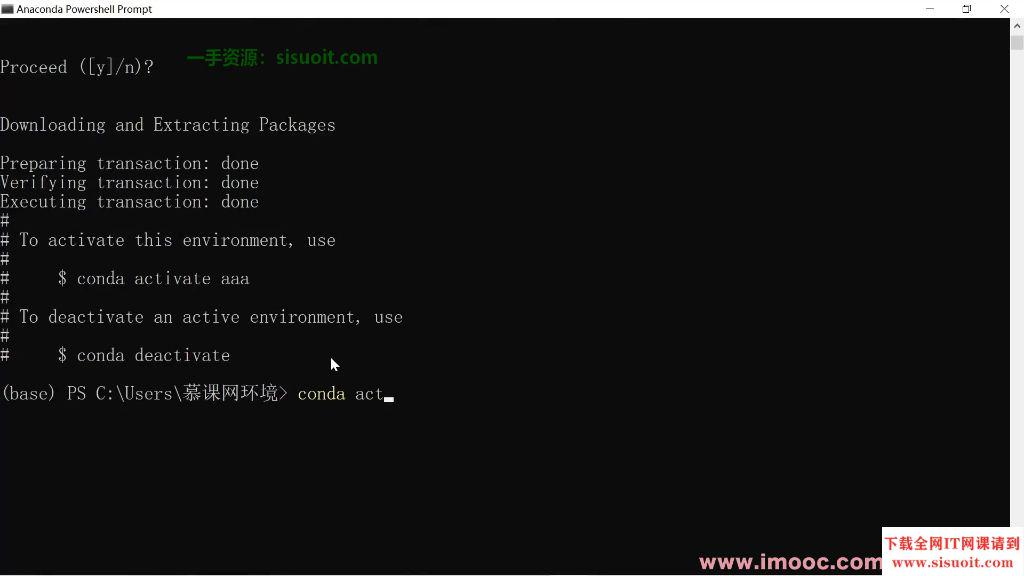 Anaconda Powershell Prompt
Proceed ([y]/n)?
一手资源：sisuoit.com
Downloading and Extracting Packages
Preparing transaction: done
Verifying transaction: done
Executing transaction: done
#
# To activate this environment, use
#
#     $ conda activate aaa
#
# To deactivate an active environment, use
#
#     $ conda deactivate
(base) PS C:\Users\慕课网环境> conda act
www.imooc.com
下载全网IT网课请到
www.sisuoit.com